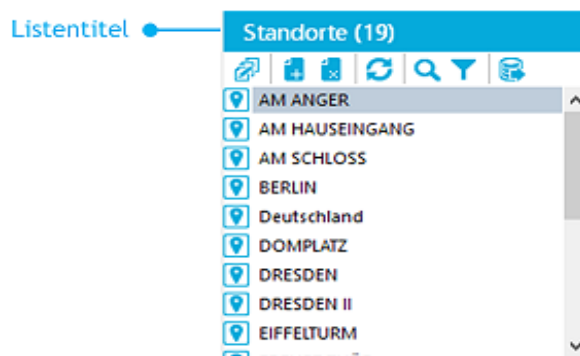 Listentitel
Standorte (19)
AM ANGER
AM HAUSEINGANG
AM SCHLOSS
BERLIN
Deutschland
DOMPLATZ
DRESDEN
DRESDEN II
EIFFELTURM